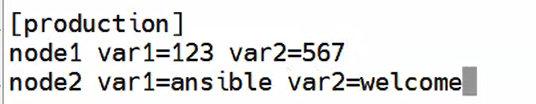 [production]
node1 var1=123 var2=567
node2 var1=ansible var2=welcome